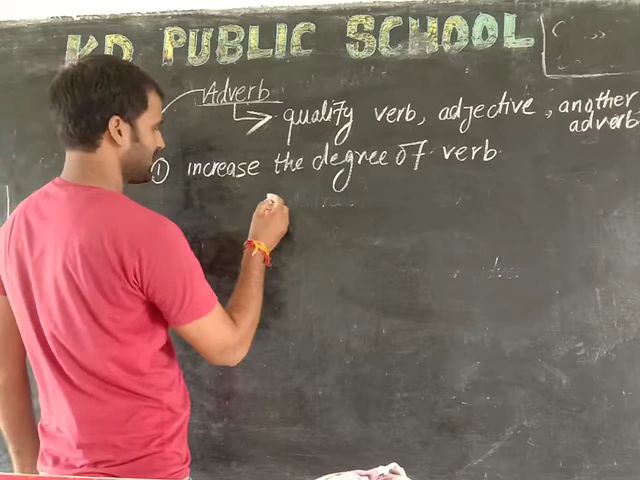 KD PUBLIC SCHOOL
Adverb
qualify verb, adjective, another
adverb
① increase the degree of verb